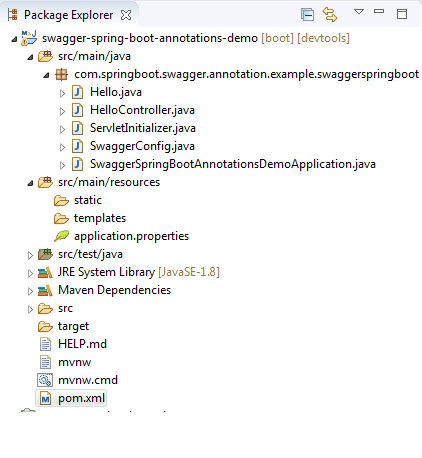 Package Explorer
swagger-spring-boot-annotations-demo [boot] [devtools]
src/main/java
com.springboot.swagger.annotation.example.swaggerspringboot
Hello.java
HelloController.java
ServletInitializer.java
SwaggerConfig.java
SwaggerSpringBootAnnotationsDemoApplication.java
src/main/resources
static
templates
application.properties
src/test/java
JRE System Library [JavaSE-1.8]
Maven Dependencies
src
target
HELP.md
mvnw
mvnw.cmd
pom.xml